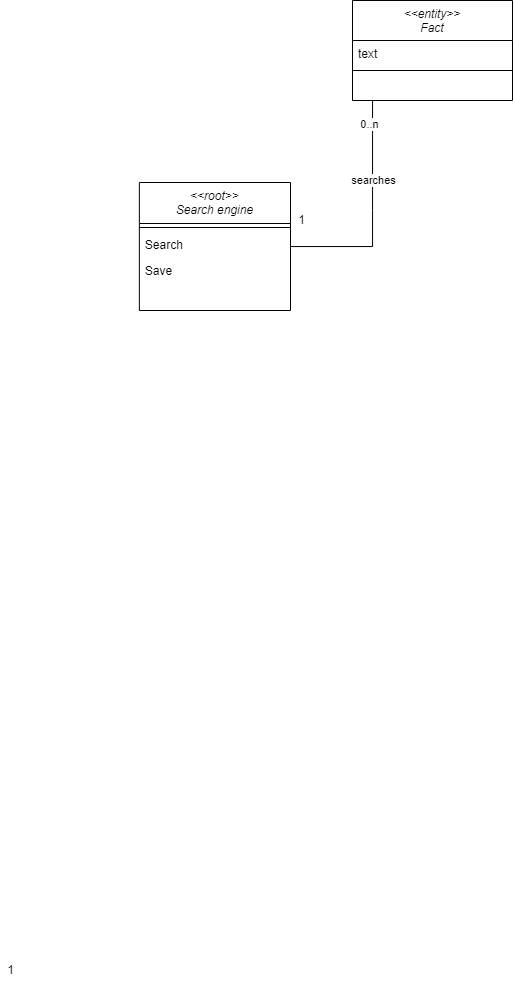 <<entity>>
Fact
text
0..n
searches
<<root>>
Search engine
1
Search
Save
1